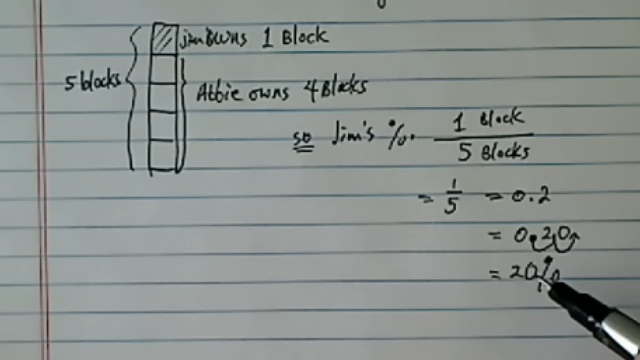 Jim owns 1 Block
5 blocks
Abbie owns 4 Blocks
so Jim's % 1 Block / 5 Blocks
= 1/5 = 0.2
= 0.20
= 20%